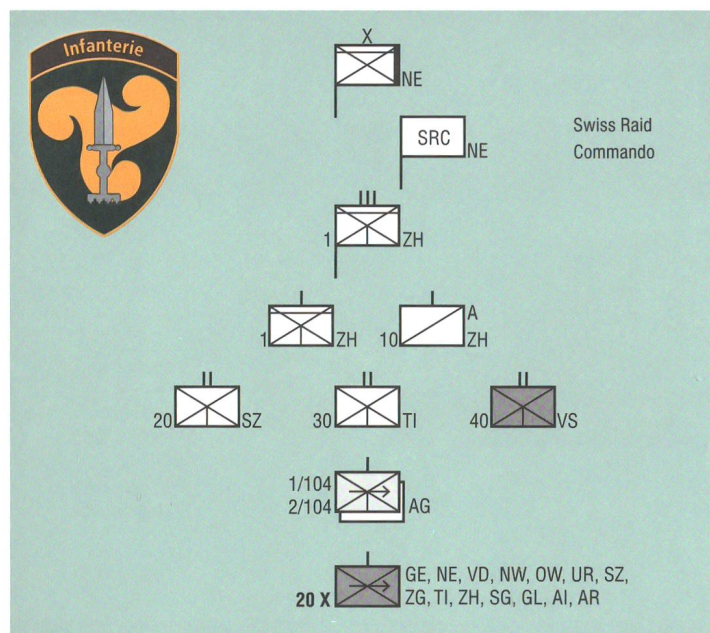 Infanterie
X
NE
SRC
NE
Swiss Raid
Commando
III
1
ZH
I
1
ZH
I
10
A
ZH
II
20
SZ
II
30
TI
II
40
VS
I
1/104
2/104
AG
I
20 X
GE, NE, VD, NW, OW, UR, SZ,
ZG, TI, ZH, SG, GL, AI, AR